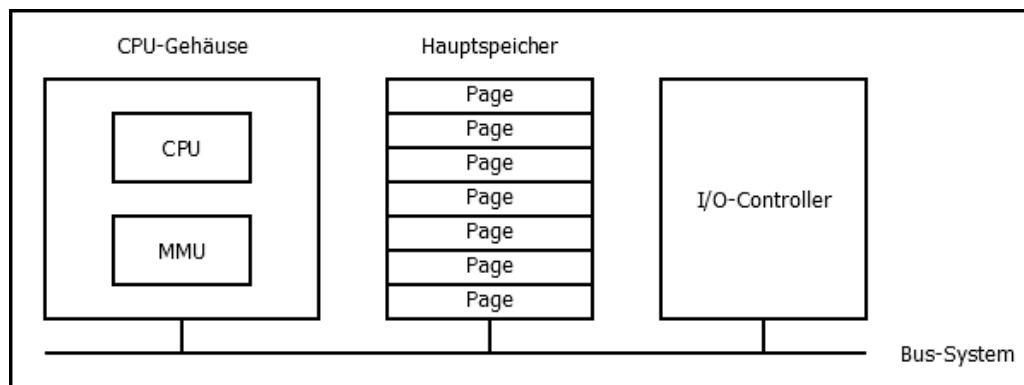 CPU-Gehäuse
Hauptspeicher
CPU
MMU
Page
Page
Page
Page
Page
Page
Page
I/O-Controller
Bus-System